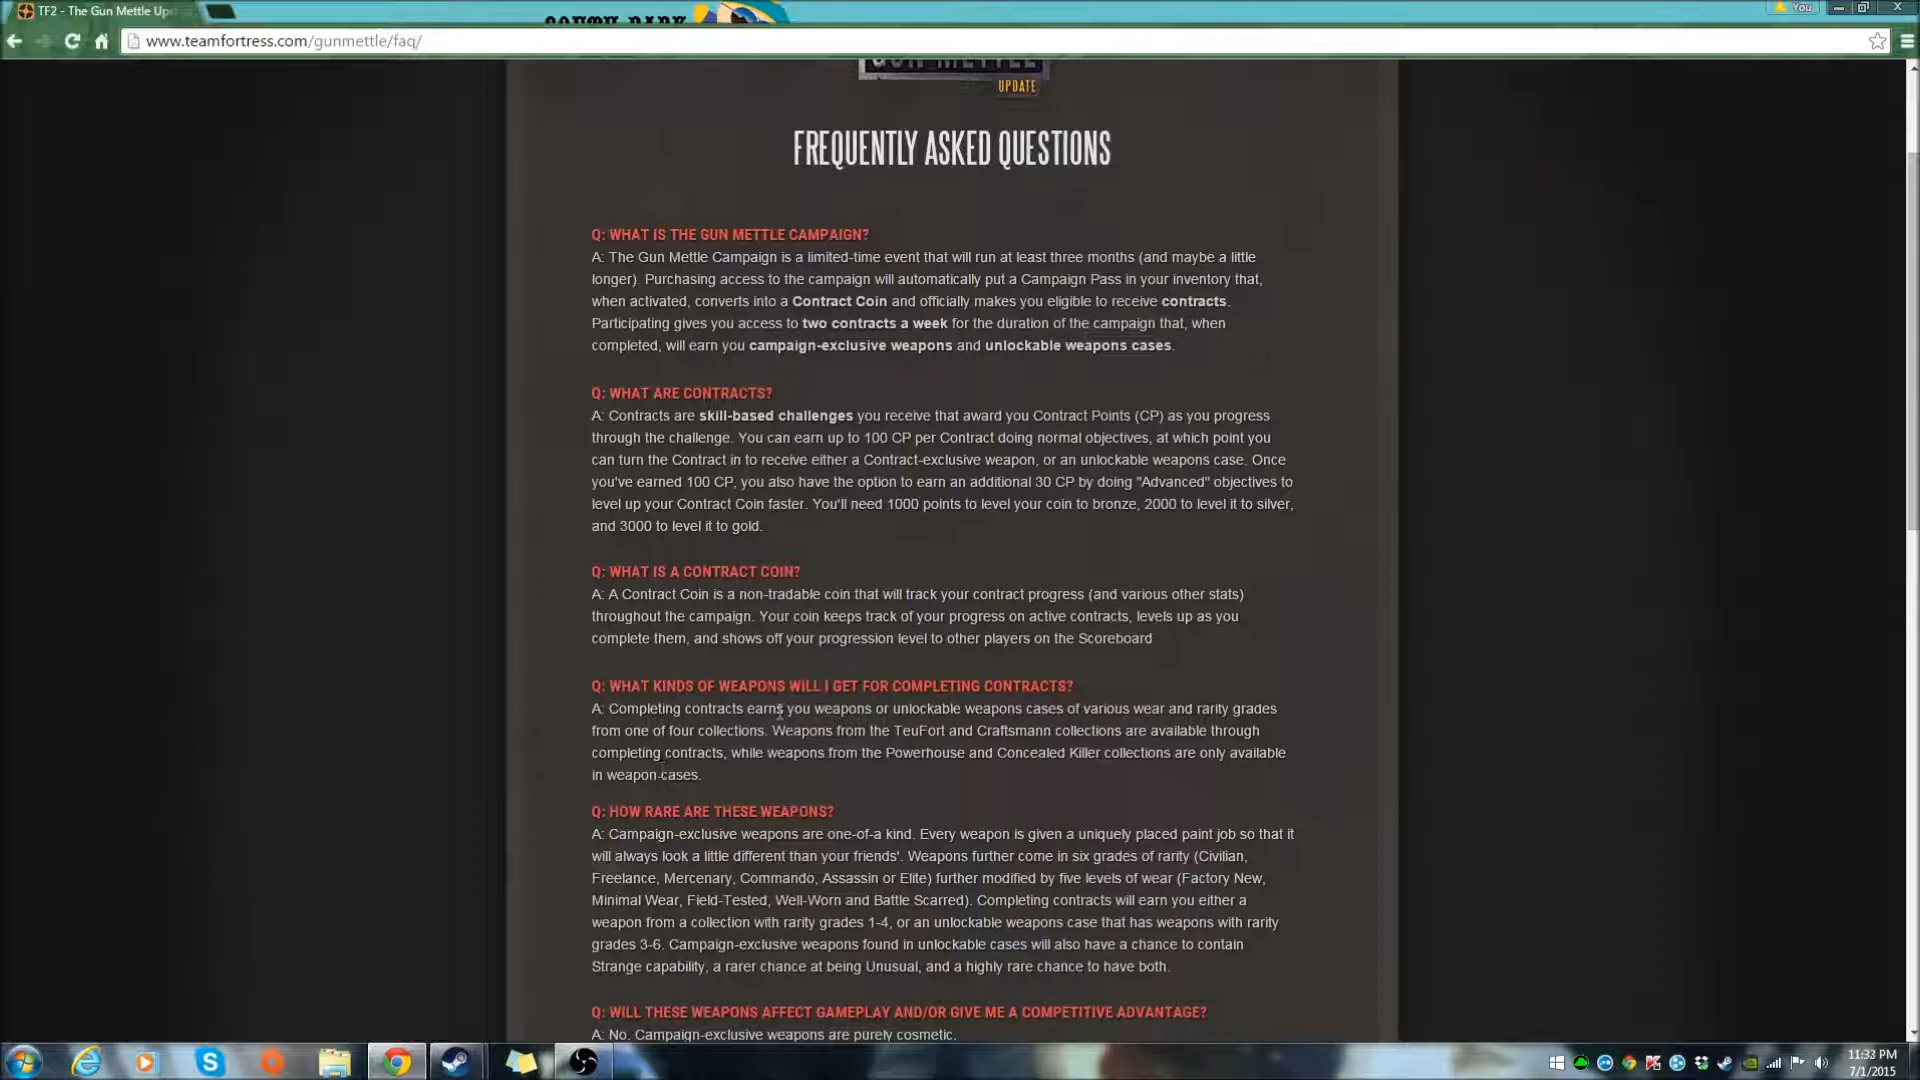 TF2 - The Gun Mettle Up
You
www.teamfortress.com/gunmettle/faq/
GUN METTLE
UPDATE
FREQUENTLY ASKED QUESTIONS
Q: WHAT IS THE GUN METTLE CAMPAIGN?
A: The Gun Mettle Campaign is a limited-time event that will run at least three months (and maybe a little
longer). Purchasing access to the campaign will automatically put a Campaign Pass in your inventory that,
when activated, converts into a Contract Coin and officially makes you eligible to receive contracts.
Participating gives you access to two contracts a week for the duration of the campaign that, when
completed, will earn you campaign-exclusive weapons and unlockable weapons cases.
Q: WHAT ARE CONTRACTS?
A: Contracts are skill-based challenges you receive that award you Contract Points (CP) as you progress
through the challenge. You can earn up to 100 CP per Contract doing normal objectives, at which point you
can turn the Contract in to receive either a Contract-exclusive weapon, or an unlockable weapons case. Once
you've earned 100 CP, you also have the option to earn an additional 30 CP by doing "Advanced" objectives to
level up your Contract Coin faster. You'll need 1000 points to level your coin to bronze, 2000 to level it to silver,
and 3000 to level it to gold.
Q: WHAT IS A CONTRACT COIN?
A: A Contract Coin is a non-tradable coin that will track your contract progress (and various other stats)
throughout the campaign. Your coin keeps track of your progress on active contracts, levels up as you
complete them, and shows off your progression level to other players on the Scoreboard
Q: WHAT KINDS OF WEAPONS WILL I GET FOR COMPLETING CONTRACTS?
A: Completing contracts earns you weapons or unlockable weapons cases of various wear and rarity grades
from one of four collections. Weapons from the TeuFort and Craftsmann collections are available through
completing contracts, while weapons from the Powerhouse and Concealed Killer collections are only available
in weapon cases.
Q: HOW RARE ARE THESE WEAPONS?
A: Campaign-exclusive weapons are one-of-a kind. Every weapon is given a uniquely placed paint job so that it
will always look a little different than your friends'. Weapons further come in six grades of rarity (Civilian,
Freelance, Mercenary, Commando, Assassin or Elite) further modified by five levels of wear (Factory New,
Minimal Wear, Field-Tested, Well-Worn and Battle Scarred). Completing contracts will earn you either a
weapon from a collection with rarity grades 1-4, or an unlockable weapons case that has weapons with rarity
grades 3-6. Campaign-exclusive weapons found in unlockable cases will also have a chance to contain
Strange capability, a rarer chance at being Unusual, and a highly rare chance to have both.
Q: WILL THESE WEAPONS AFFECT GAMEPLAY AND/OR GIVE ME A COMPETITIVE ADVANTAGE?
A: No. Campaign-exclusive weapons are purely cosmetic.
11:33 PM
7/1/2015